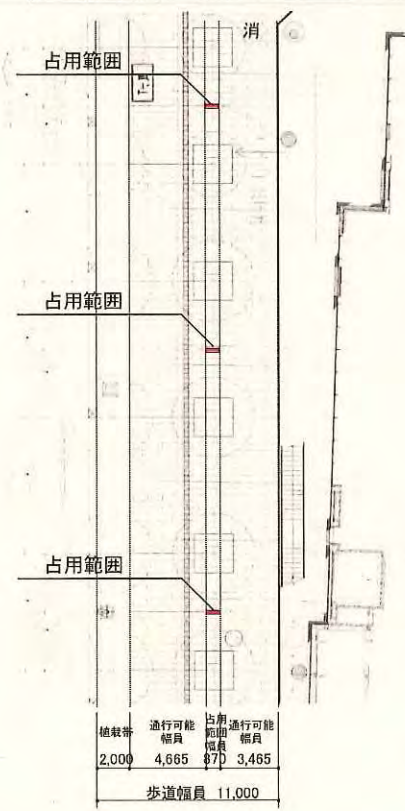 消
占用範囲
占用範囲
占用範囲
植栽帯
通行可能
幅員
占用
範囲
幅員
通行可能
幅員
2,000
4,665
870
3,465
歩道幅員 11,000